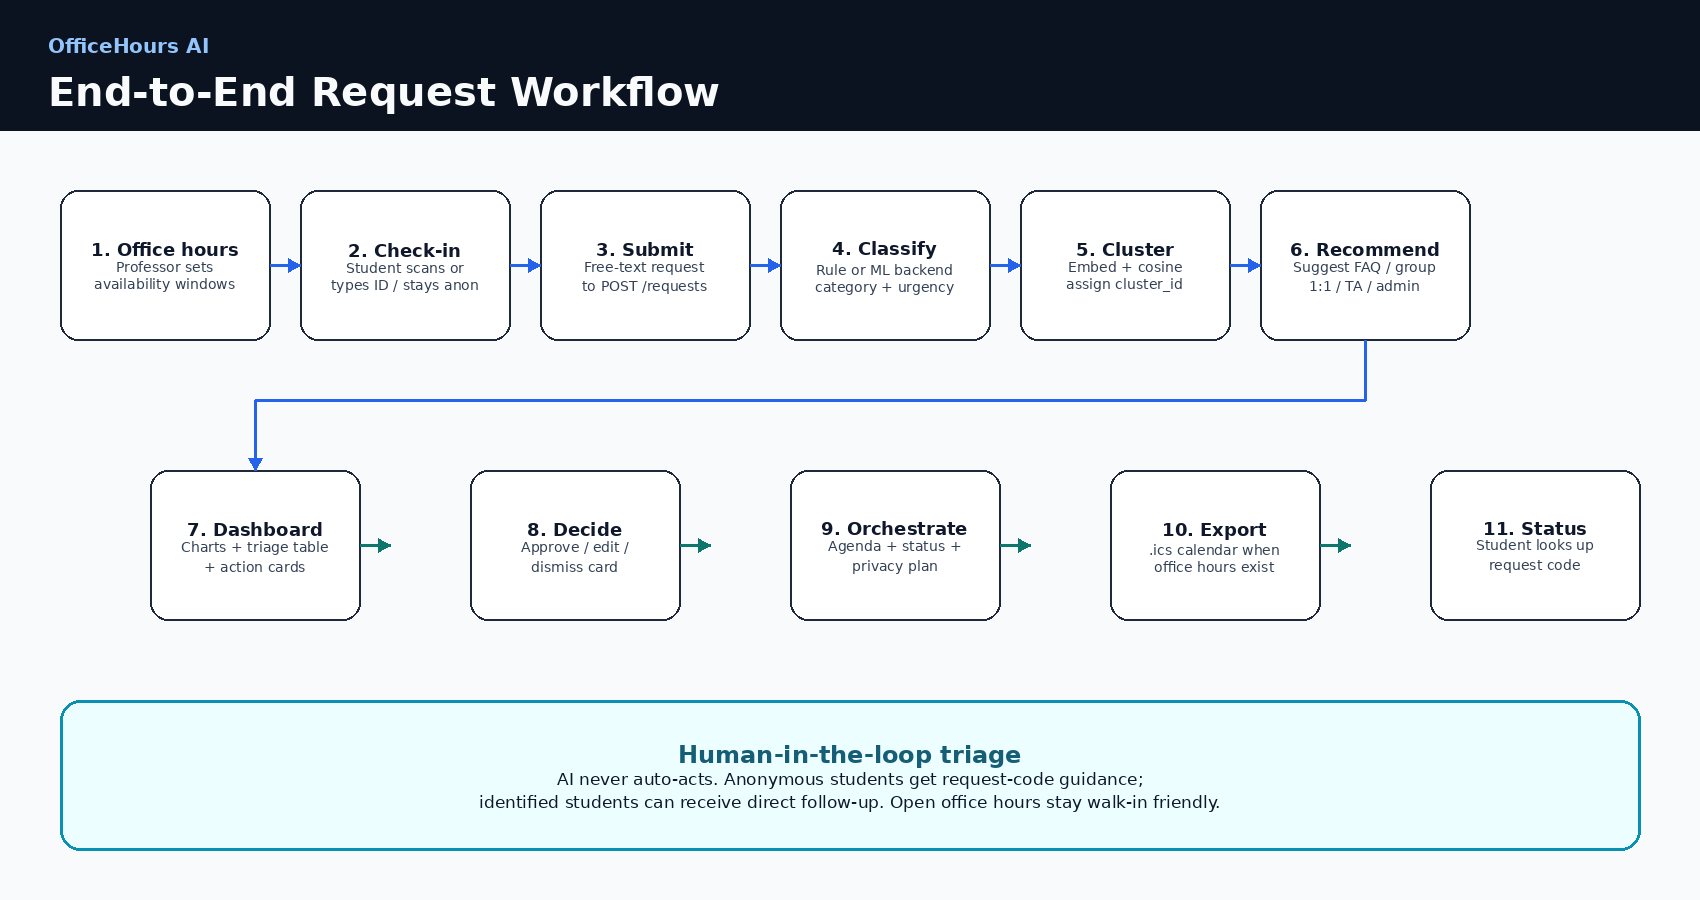 OfficeHours AI
End-to-End Request Workflow
1. Office hours
Professor sets
availability windows
2. Check-in
Student scans or
types ID / stays anon
3. Submit
Free-text request
to POST /requests
4. Classify
Rule or ML backend
category + urgency
5. Cluster
Embed + cosine
assign cluster_id
6. Recommend
Suggest FAQ / group
1:1 / TA / admin
7. Dashboard
Charts + triage table
+ action cards
8. Decide
Approve / edit /
dismiss card
9. Orchestrate
Agenda + status +
privacy plan
10. Export
.ics calendar when
office hours exist
11. Status
Student looks up
request code
Human-in-the-loop triage
AI never auto-acts. Anonymous students get request-code guidance;
identified students can receive direct follow-up. Open office hours stay walk-in friendly.